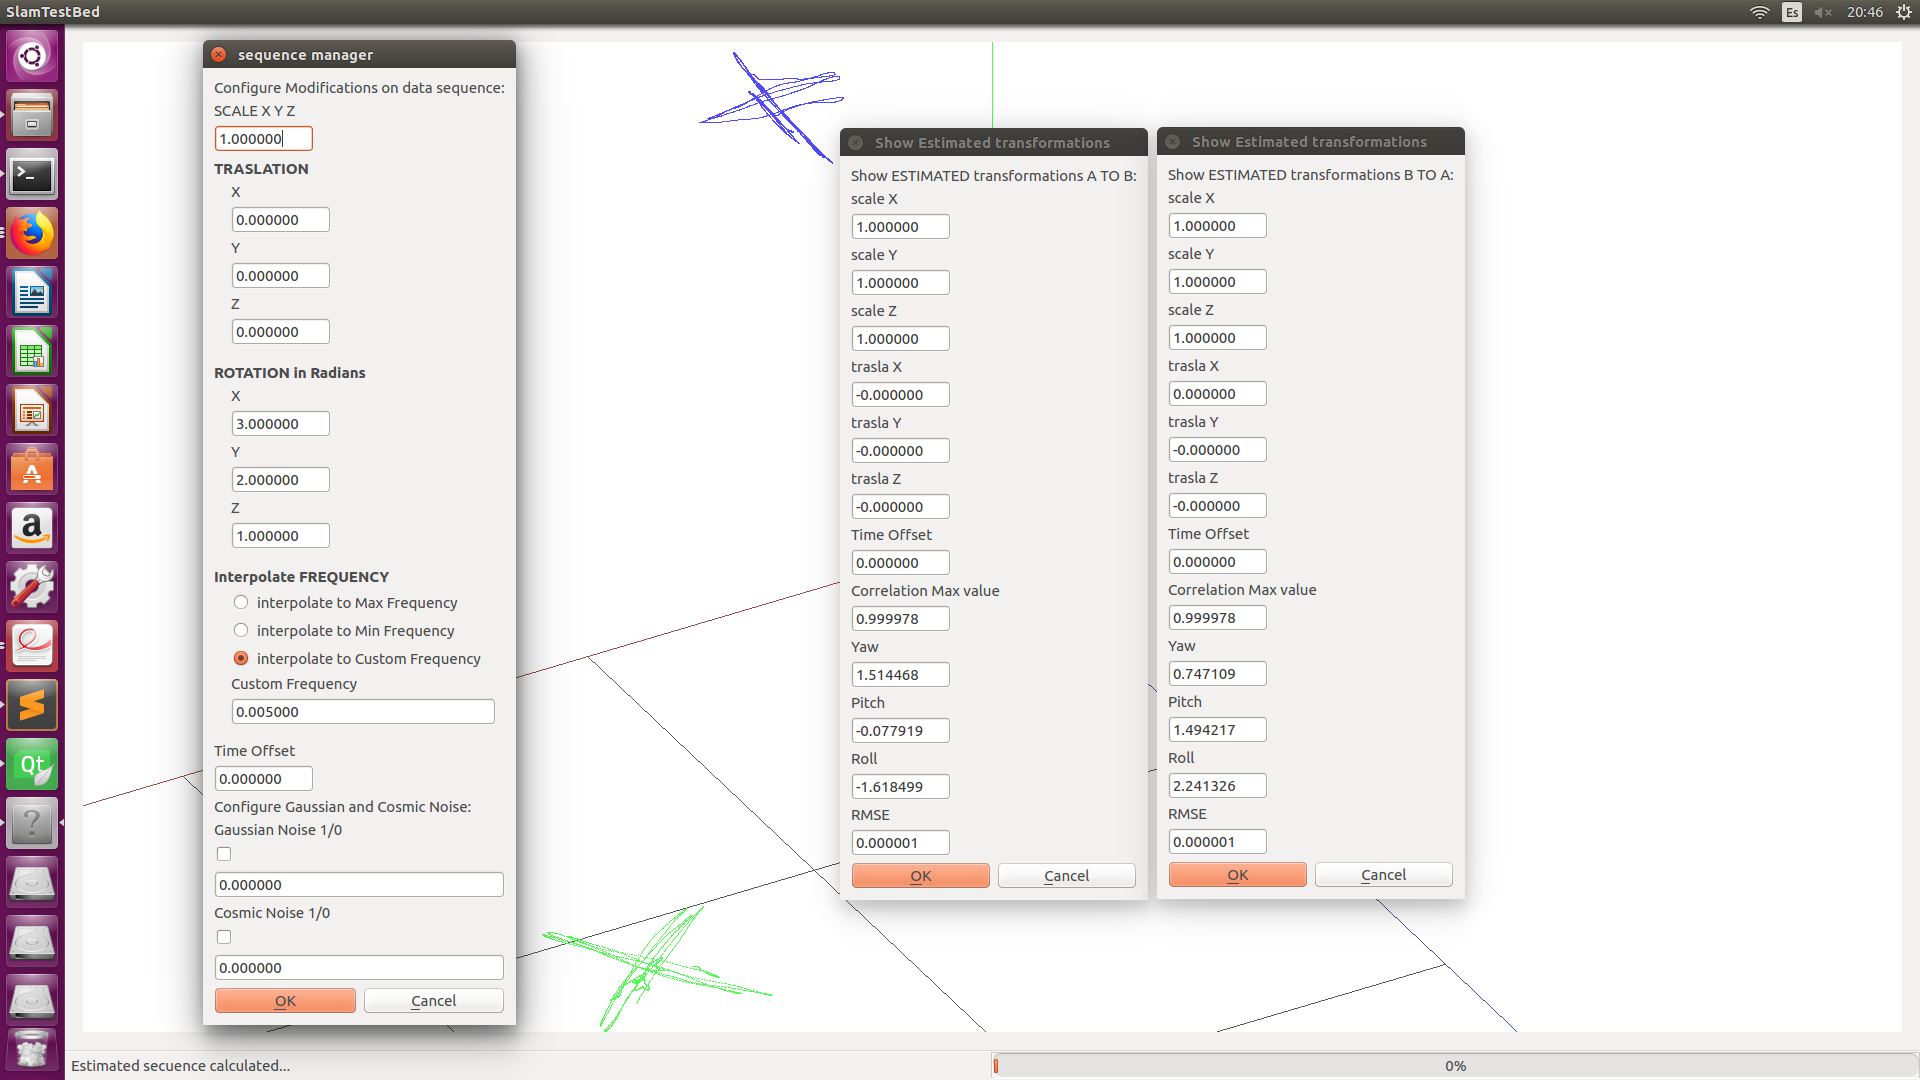 SlamTestBed
Es
20:46
sequence manager
Configure Modifications on data sequence:
SCALE X Y Z
1.000000
TRASLATION
X
0.000000
Y
0.000000
Z
0.000000
ROTATION in Radians
X
3.000000
Y
2.000000
Z
1.000000
Interpolate FREQUENCY
interpolate to Max Frequency
interpolate to Min Frequency
interpolate to Custom Frequency
Custom Frequency
0.005000
Time Offset
0.000000
Configure Gaussian and Cosmic Noise:
Gaussian Noise 1/0
0.000000
Cosmic Noise 1/0
0.000000
OK
Cancel
Show Estimated transformations
Show ESTIMATED transformations A TO B:
scale X
1.000000
scale Y
1.000000
scale Z
1.000000
trasla X
-0.000000
trasla Y
-0.000000
trasla Z
-0.000000
Time Offset
0.000000
Correlation Max value
0.999978
Yaw
1.514468
Pitch
-0.077919
Roll
-1.618499
RMSE
0.000001
OK
Cancel
Show Estimated transformations
Show ESTIMATED transformations B TO A:
scale X
1.000000
scale Y
1.000000
scale Z
1.000000
trasla X
0.000000
trasla Y
-0.000000
trasla Z
-0.000000
Time Offset
0.000000
Correlation Max value
0.999978
Yaw
0.747109
Pitch
1.494217
Roll
2.241326
RMSE
0.000001
OK
Cancel
A
a
Qt
?
Estimated secuence calculated...
0%